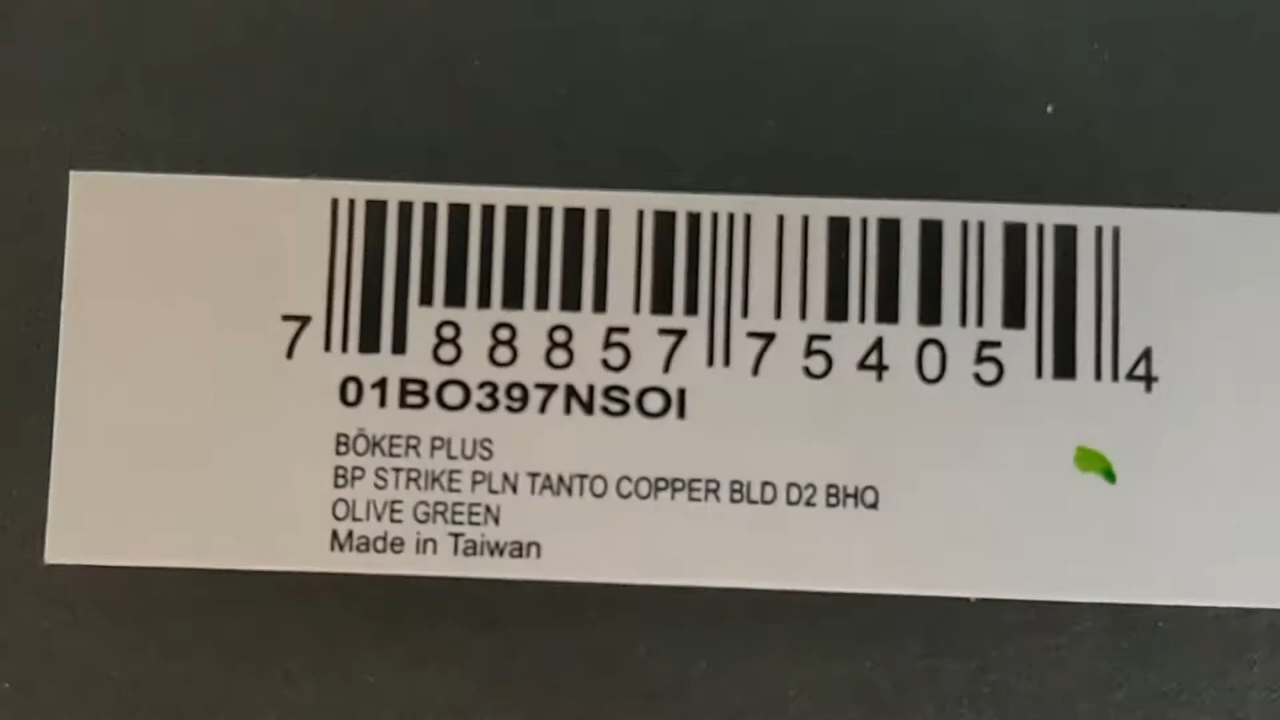 7 88857 75405 4
01BO397NSOI
BÖKER PLUS
BP STRIKE PLN TANTO COPPER BLD D2 BHQ
OLIVE GREEN
Made in Taiwan